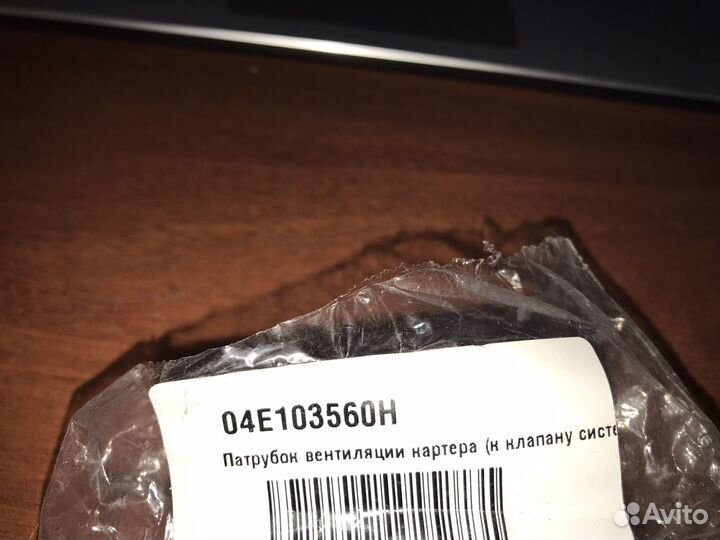 04E103560H
Патрубок вентиляции картера (к клапану систе
Avito